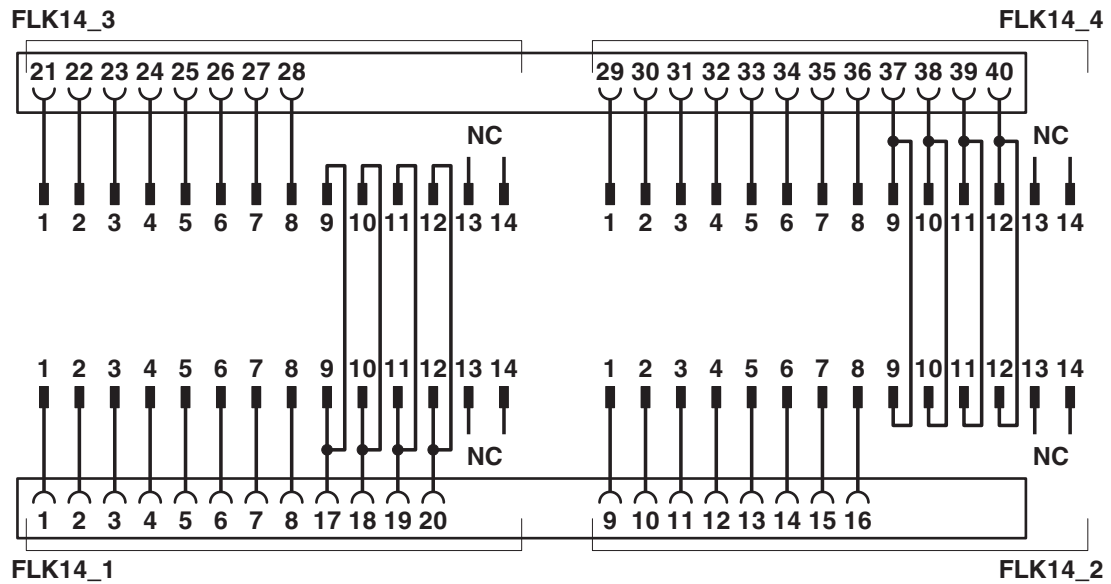 FLK14_3 FLK14_4
21 22 23 24 25 26 27 28 29 30 31 32 33 34 35 36 37 38 39 40
NC NC
1 2 3 4 5 6 7 8 9 10 11 12 13 14 1 2 3 4 5 6 7 8 9 10 11 12 13 14
1 2 3 4 5 6 7 8 9 10 11 12 13 14 1 2 3 4 5 6 7 8 9 10 11 12 13 14
NC NC
1 2 3 4 5 6 7 8 17 18 19 20 9 10 11 12 13 14 15 16
FLK14_1 FLK14_2